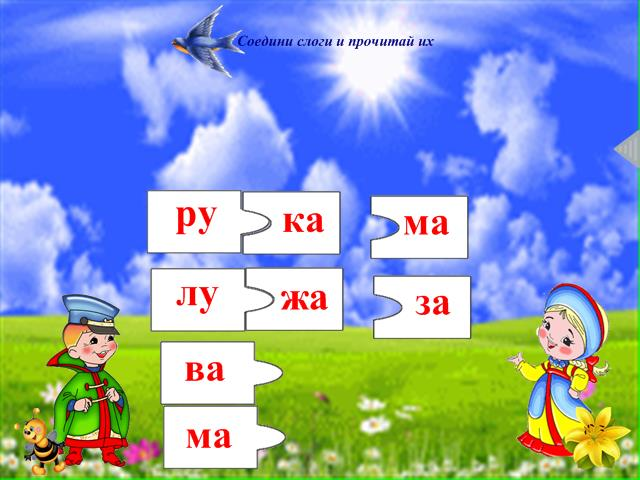 Соедини слоги и прочитай их
ру ка ма
лу жа за
ва
ма